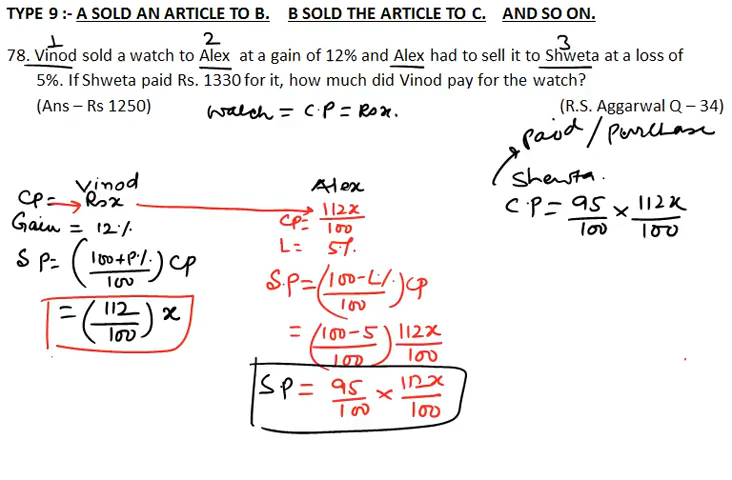 TYPE 9 :- A SOLD AN ARTICLE TO B. B SOLD THE ARTICLE TO C. AND SO ON.
1 2 3
78. Vinod sold a watch to Alex at a gain of 12% and Alex had to sell it to Shweta at a loss of
5%. If Shweta paid Rs. 1330 for it, how much did Vinod pay for the watch?
(Ans – Rs 1250) (R.S. Aggarwal Q – 34)
Watch = C.P = Rs x.
Paid / Purchase
Shewta.
C.P = 95/100 × 112x/100
Vinod
CP = → Rs x
Gain = 12%
S P = (100+P%/100) CP
= (112/100) x
Alex
CP = 112x/100
L = 5%
S.P = (100-L%/100) CP
= (100-5/100) 112x/100
S P = 95/100 × 112x/100